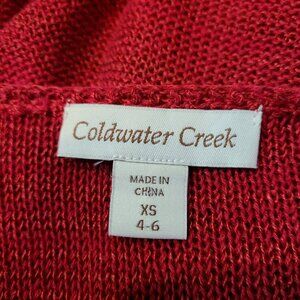 Coldwater Creek
MADE IN
CHINA
XS
4-6